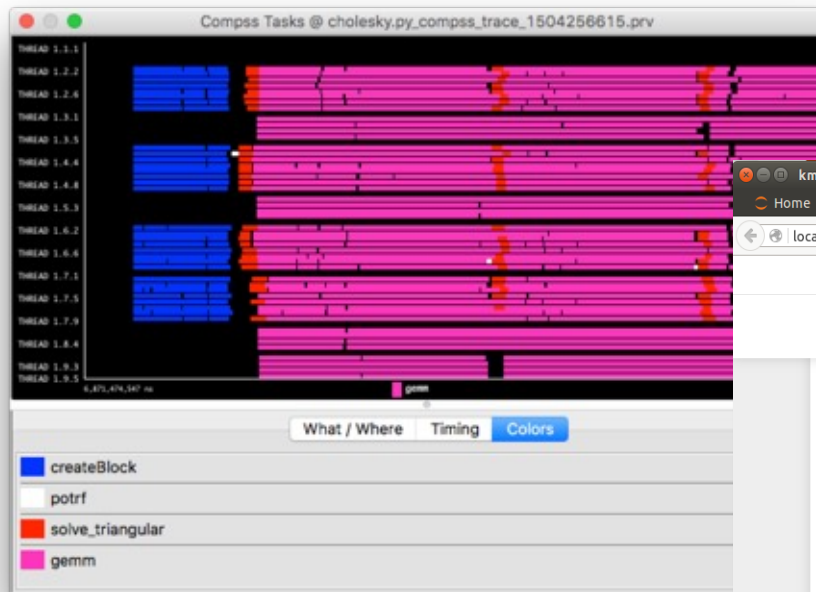 Compss Tasks @ cholesky.py_compss_trace_1504256615.prv
THREAD 1.1.1
THREAD 1.2.2
THREAD 1.2.6
THREAD 1.3.1
THREAD 1.3.5
THREAD 1.4.4
THREAD 1.4.8
THREAD 1.5.3
THREAD 1.6.2
THREAD 1.6.6
THREAD 1.7.1
THREAD 1.7.5
THREAD 1.7.9
THREAD 1.8.4
THREAD 1.9.3
THREAD 1.9.5
6,871,474,547 ns
gemm
km
Home
loca
What / Where Timing Colors
createBlock
potrf
solve_triangular
gemm